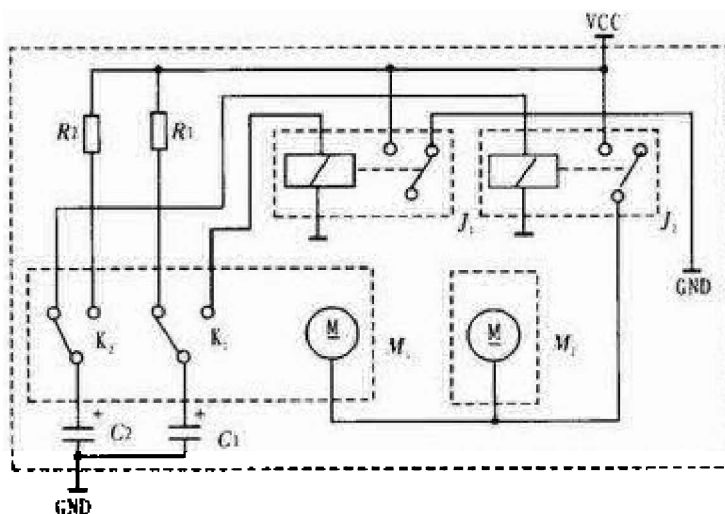 VCC
R2 R1
J1 J2
GND
K2 K1 M M1 M M2
+ +
C2 C1
GND